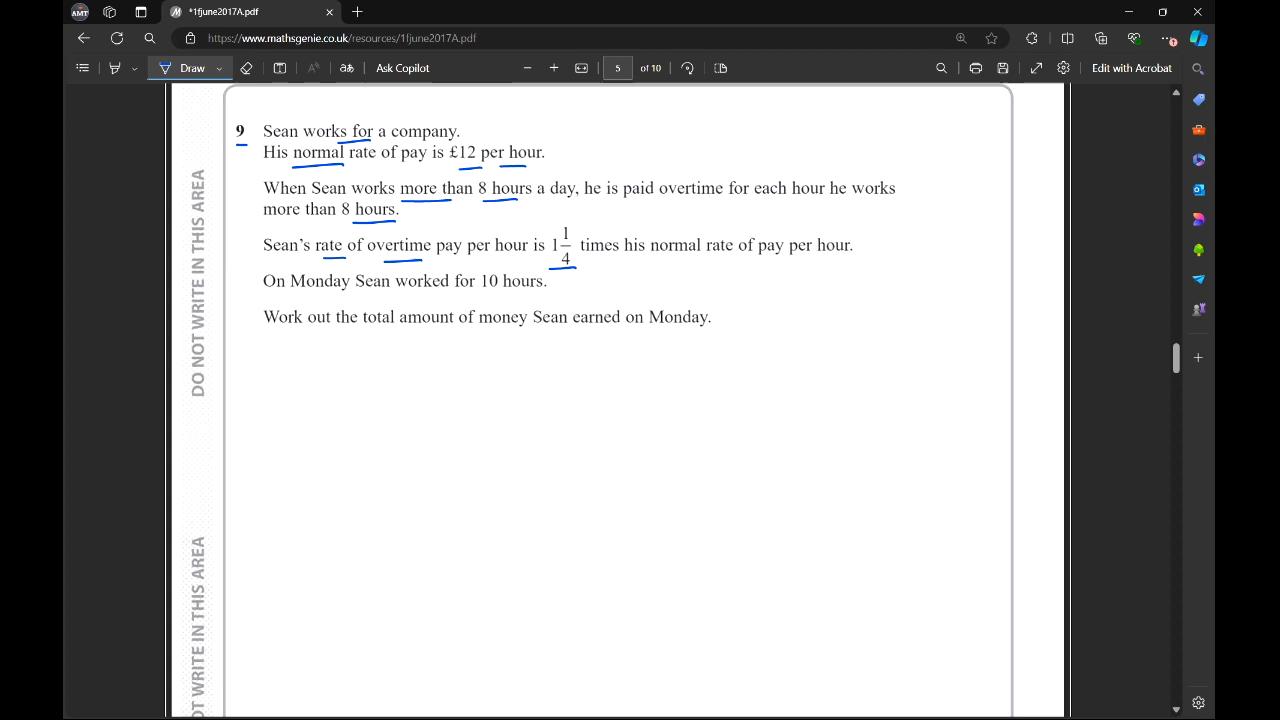 AMT
*1fjune2017A.pdf
https://www.mathsgenie.co.uk/resources/1fjune2017A.pdf
Draw
Ask Copilot
5 of 10
Edit with Acrobat
9 Sean works for a company.
His normal rate of pay is £12 per hour.
When Sean works more than 8 hours a day, he is paid overtime for each hour he works
more than 8 hours.
Sean's rate of overtime pay per hour is 1 1/4 times his normal rate of pay per hour.
On Monday Sean worked for 10 hours.
Work out the total amount of money Sean earned on Monday.
DO NOT WRITE IN THIS AREA
OT WRITE IN THIS AREA